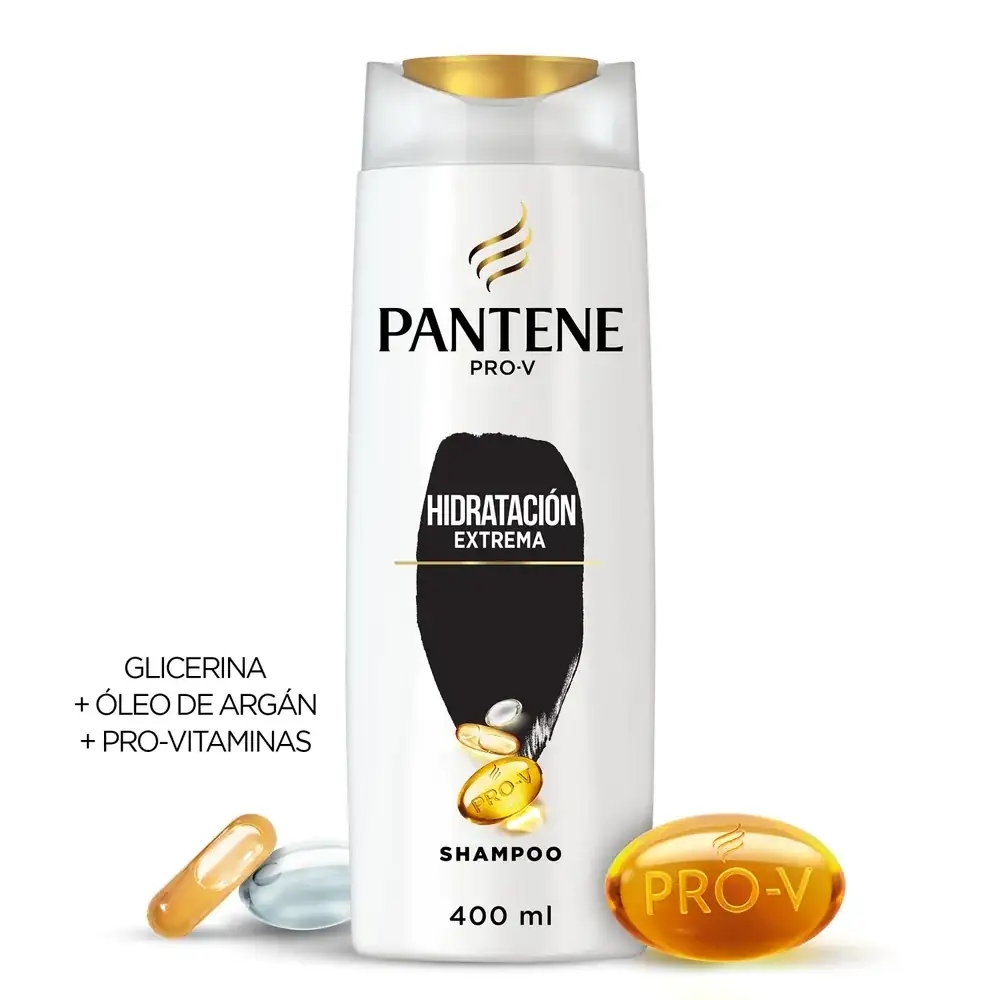 PANTENE
PRO-V
HIDRATACIÓN
EXTREMA
GLICERINA
+ ÓLEO DE ARGÁN
+ PRO-VITAMINAS
PRO-V
SHAMPOO
400 ml
PRO-V